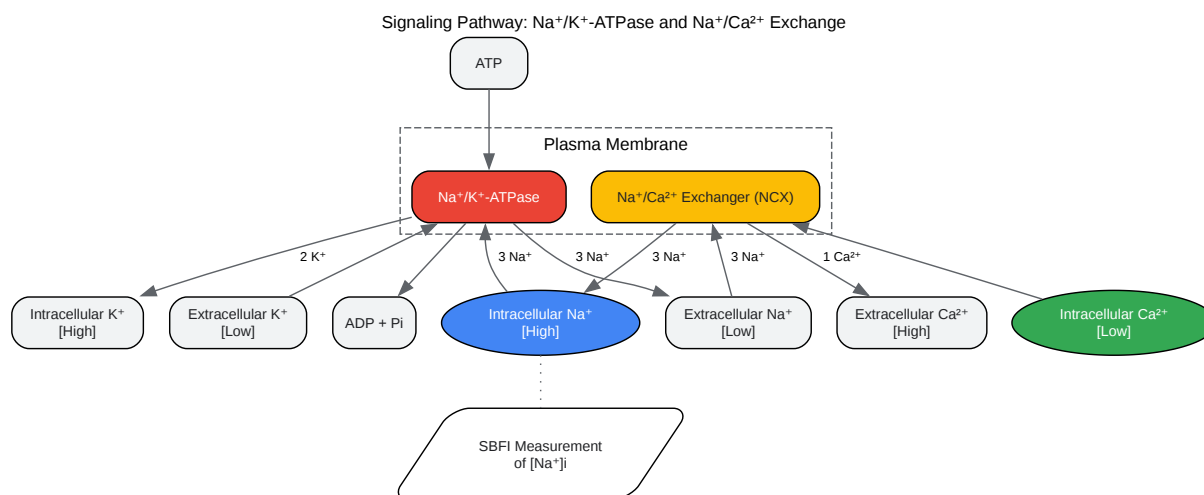 Signaling Pathway: Na⁺/K⁺-ATPase and Na⁺/Ca²⁺ Exchange
ATP
Plasma Membrane
Na⁺/K⁺-ATPase
Na⁺/Ca²⁺ Exchanger (NCX)
2 K⁺
3 Na⁺
3 Na⁺
3 Na⁺
3 Na⁺
1 Ca²⁺
Intracellular K⁺
[High]
Extracellular K⁺
[Low]
ADP + Pi
Intracellular Na⁺
[High]
Extracellular Na⁺
[Low]
Extracellular Ca²⁺
[High]
Intracellular Ca²⁺
[Low]
SBFI Measurement
of [Na⁺]i